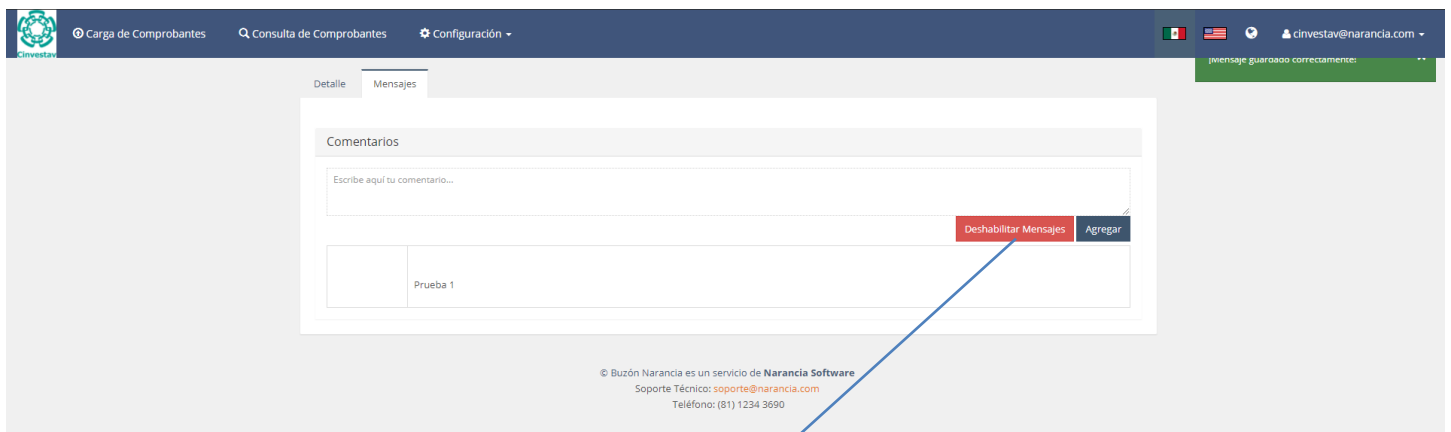 Cinvestav
Carga de Comprobantes
Consulta de Comprobantes
Configuración
cinvestav@narancia.com
¡Mensaje guardado correctamente!
Detalle
Mensajes
Comentarios
Escribe aquí tu comentario...
Deshabilitar Mensajes
Agregar
Prueba 1
© Buzón Narancia es un servicio de Narancia Software
Soporte Técnico: soporte@narancia.com
Teléfono: (81) 1234 3690